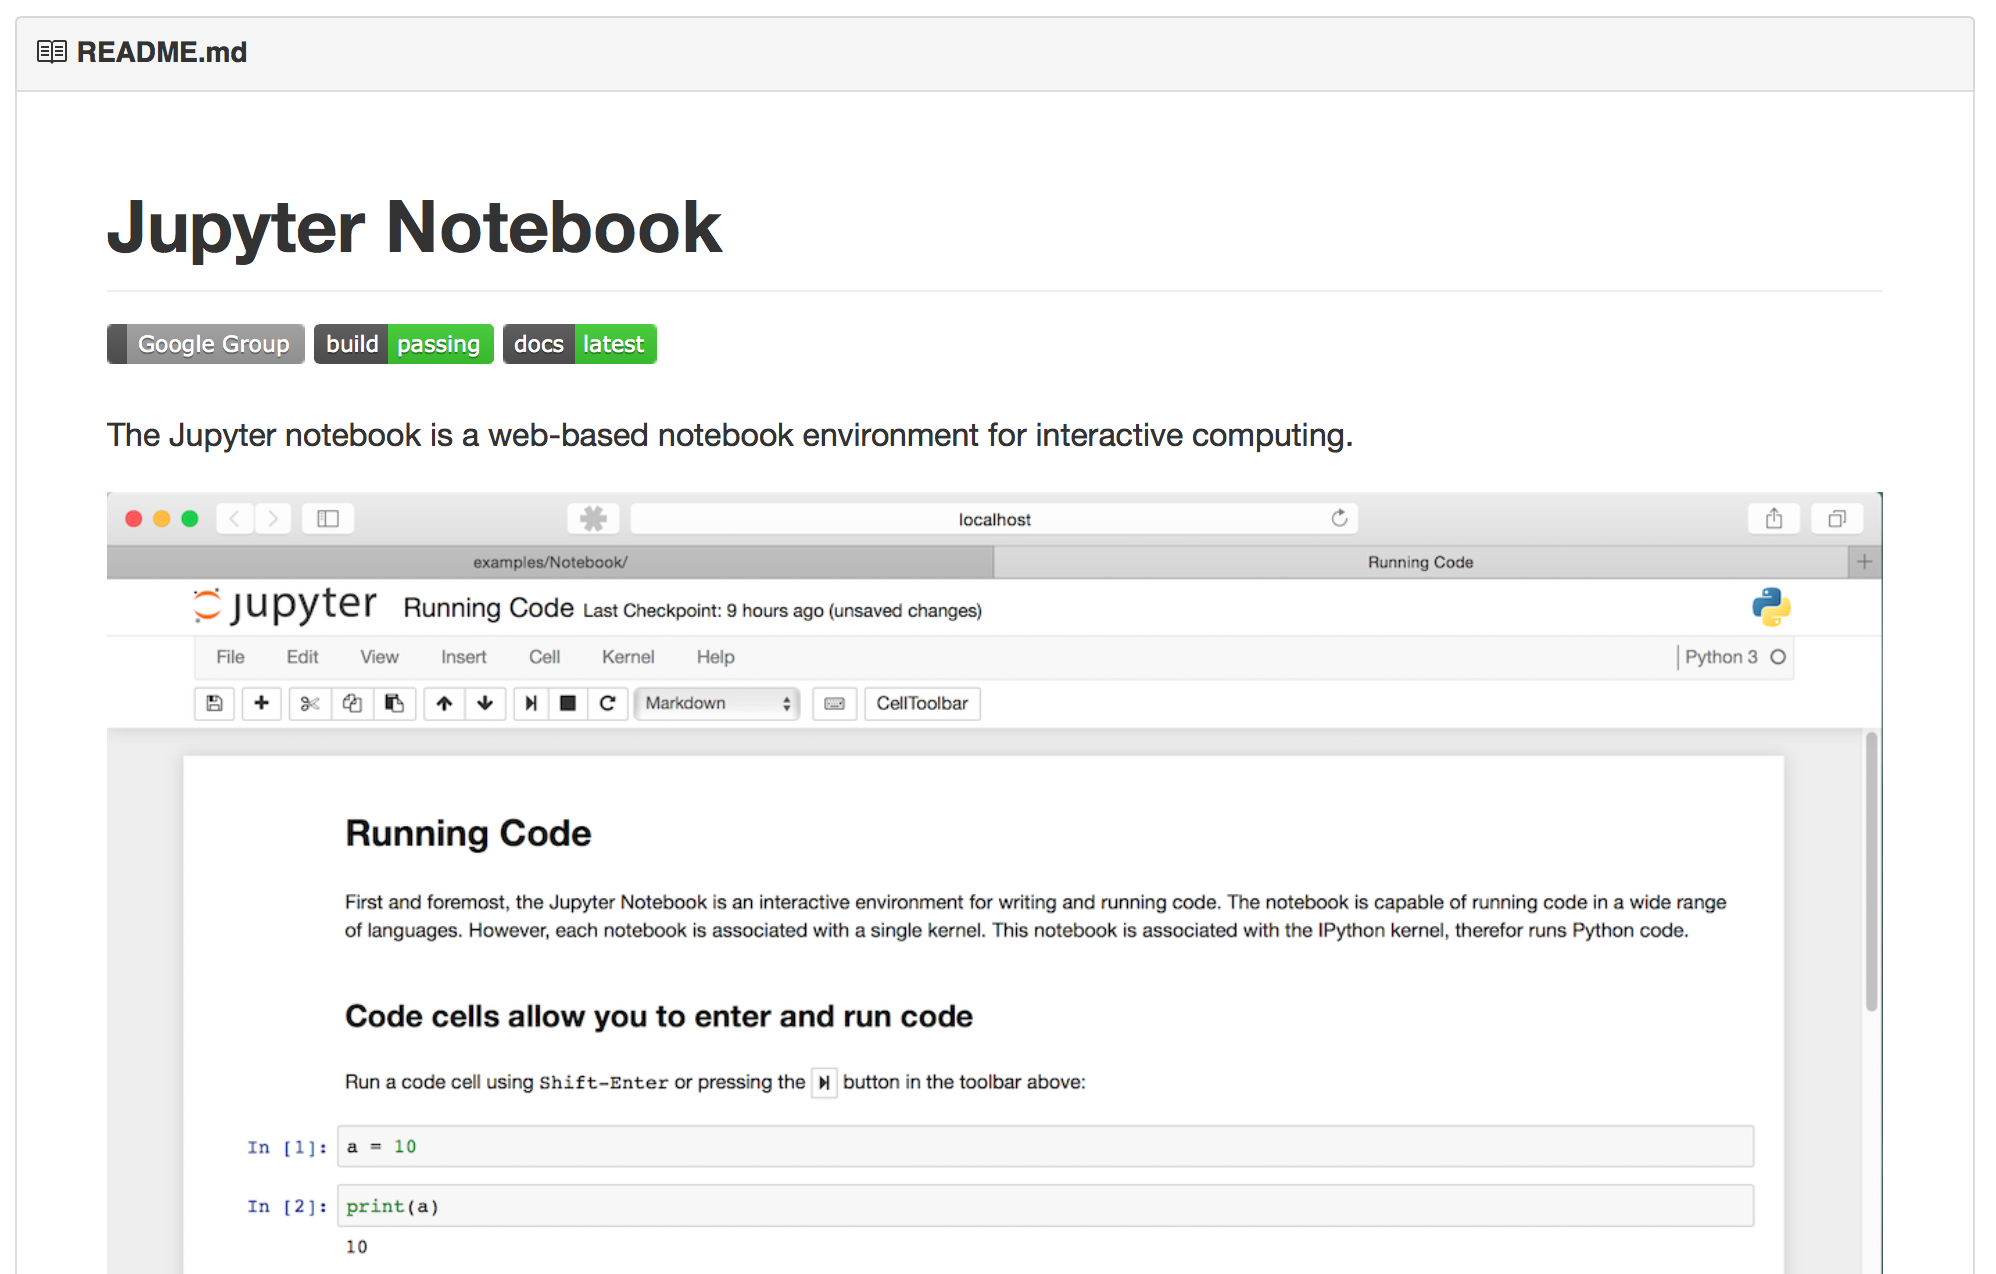 README.md
Jupyter Notebook
Google Group build passing docs latest
The Jupyter notebook is a web-based notebook environment for interactive computing.
localhost
examples/Notebook/ Running Code
jupyter Running Code Last Checkpoint: 9 hours ago (unsaved changes)
File Edit View Insert Cell Kernel Help Python 3
Markdown CellToolbar
Running Code
First and foremost, the Jupyter Notebook is an interactive environment for writing and running code. The notebook is capable of running code in a wide range
of languages. However, each notebook is associated with a single kernel. This notebook is associated with the IPython kernel, therefor runs Python code.
Code cells allow you to enter and run code
Run a code cell using Shift-Enter or pressing the button in the toolbar above:
In [1]: a = 10
In [2]: print(a)
10